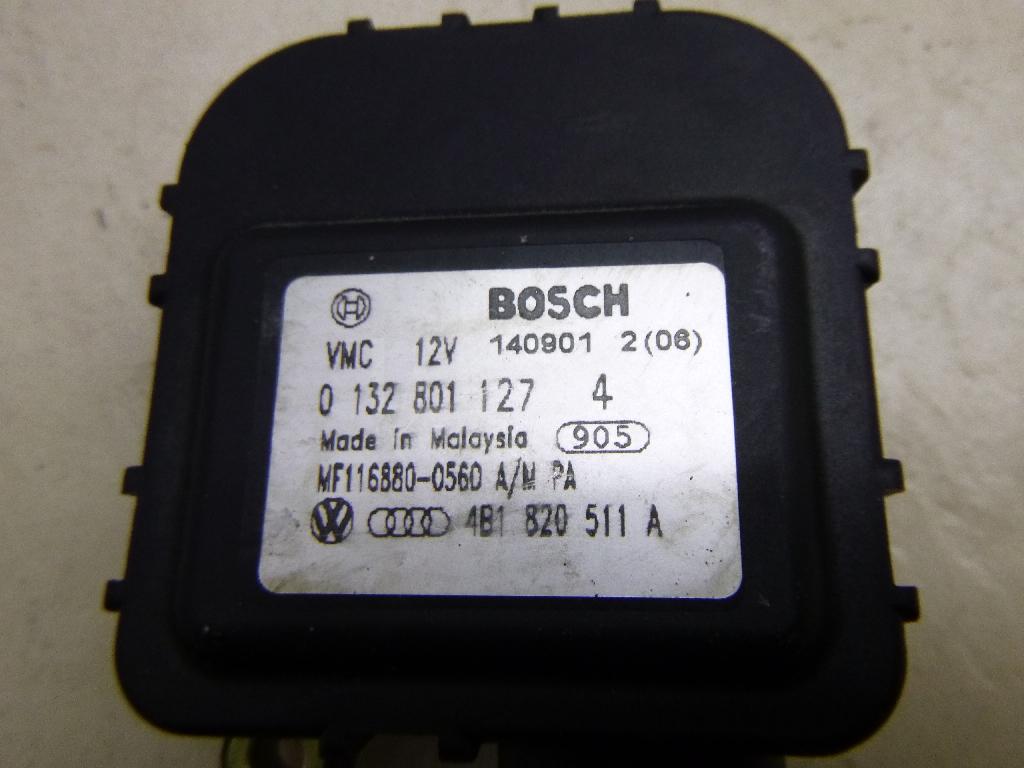 BOSCH
VMC 12V 140901 2(06)
0 132 801 127 4
Made in Malaysia 905
MF116880-0560 A/M PA
4B1 820 511 A